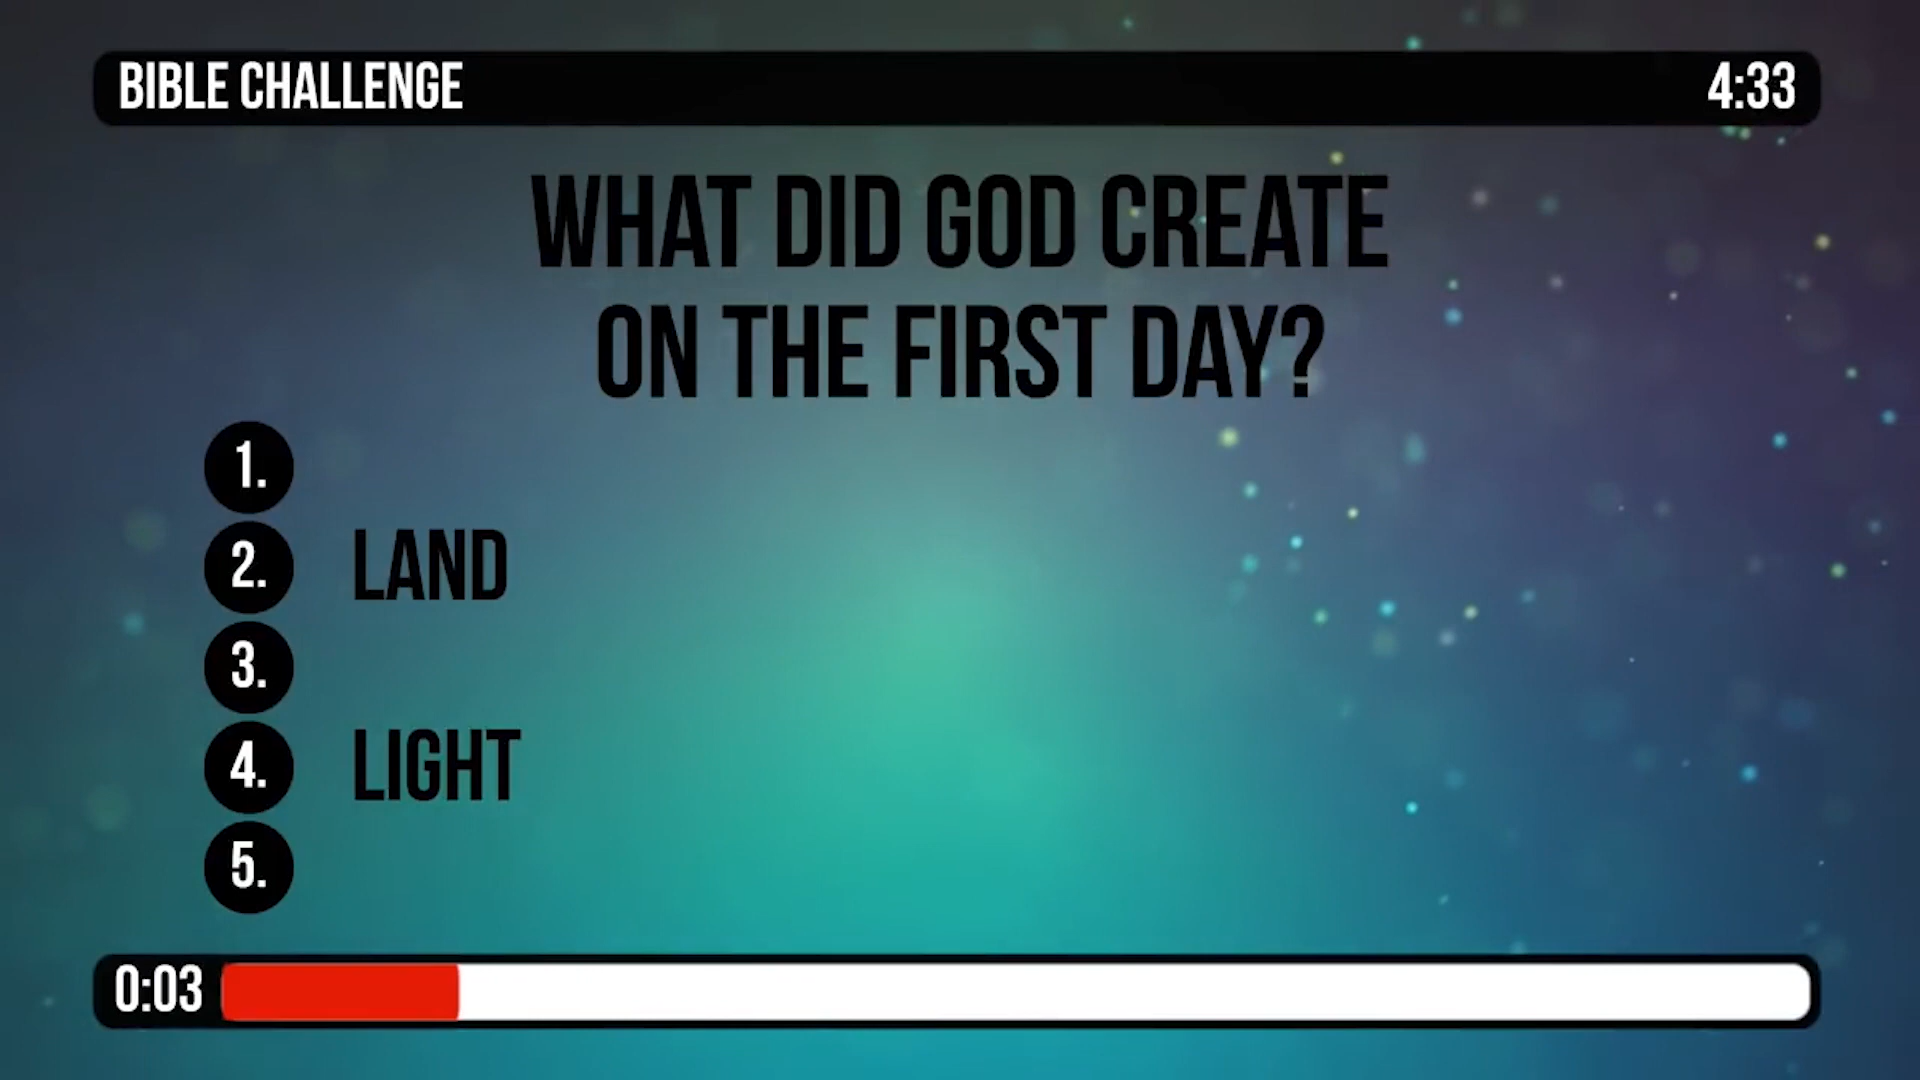 BIBLE CHALLENGE 4:33
WHAT DID GOD CREATE
ON THE FIRST DAY?
1.
2. LAND
3.
4. LIGHT
5.
0:03